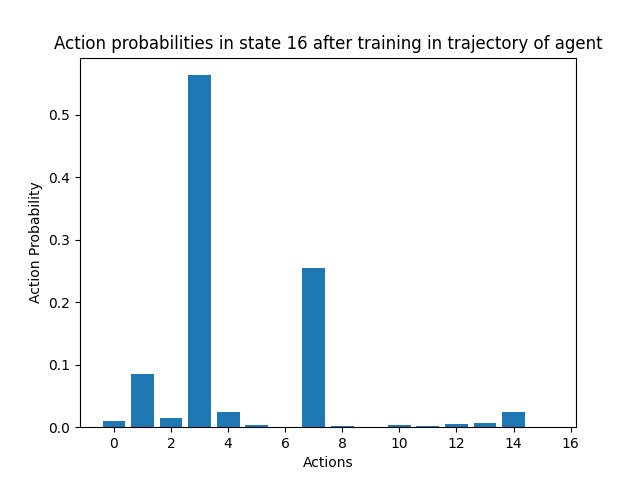 Action probabilities in state 16 after training in trajectory of agent
Action Probability
0.5
0.4
0.3
0.2
0.1
0.0
0 2 4 6 8 10 12 14 16
Actions